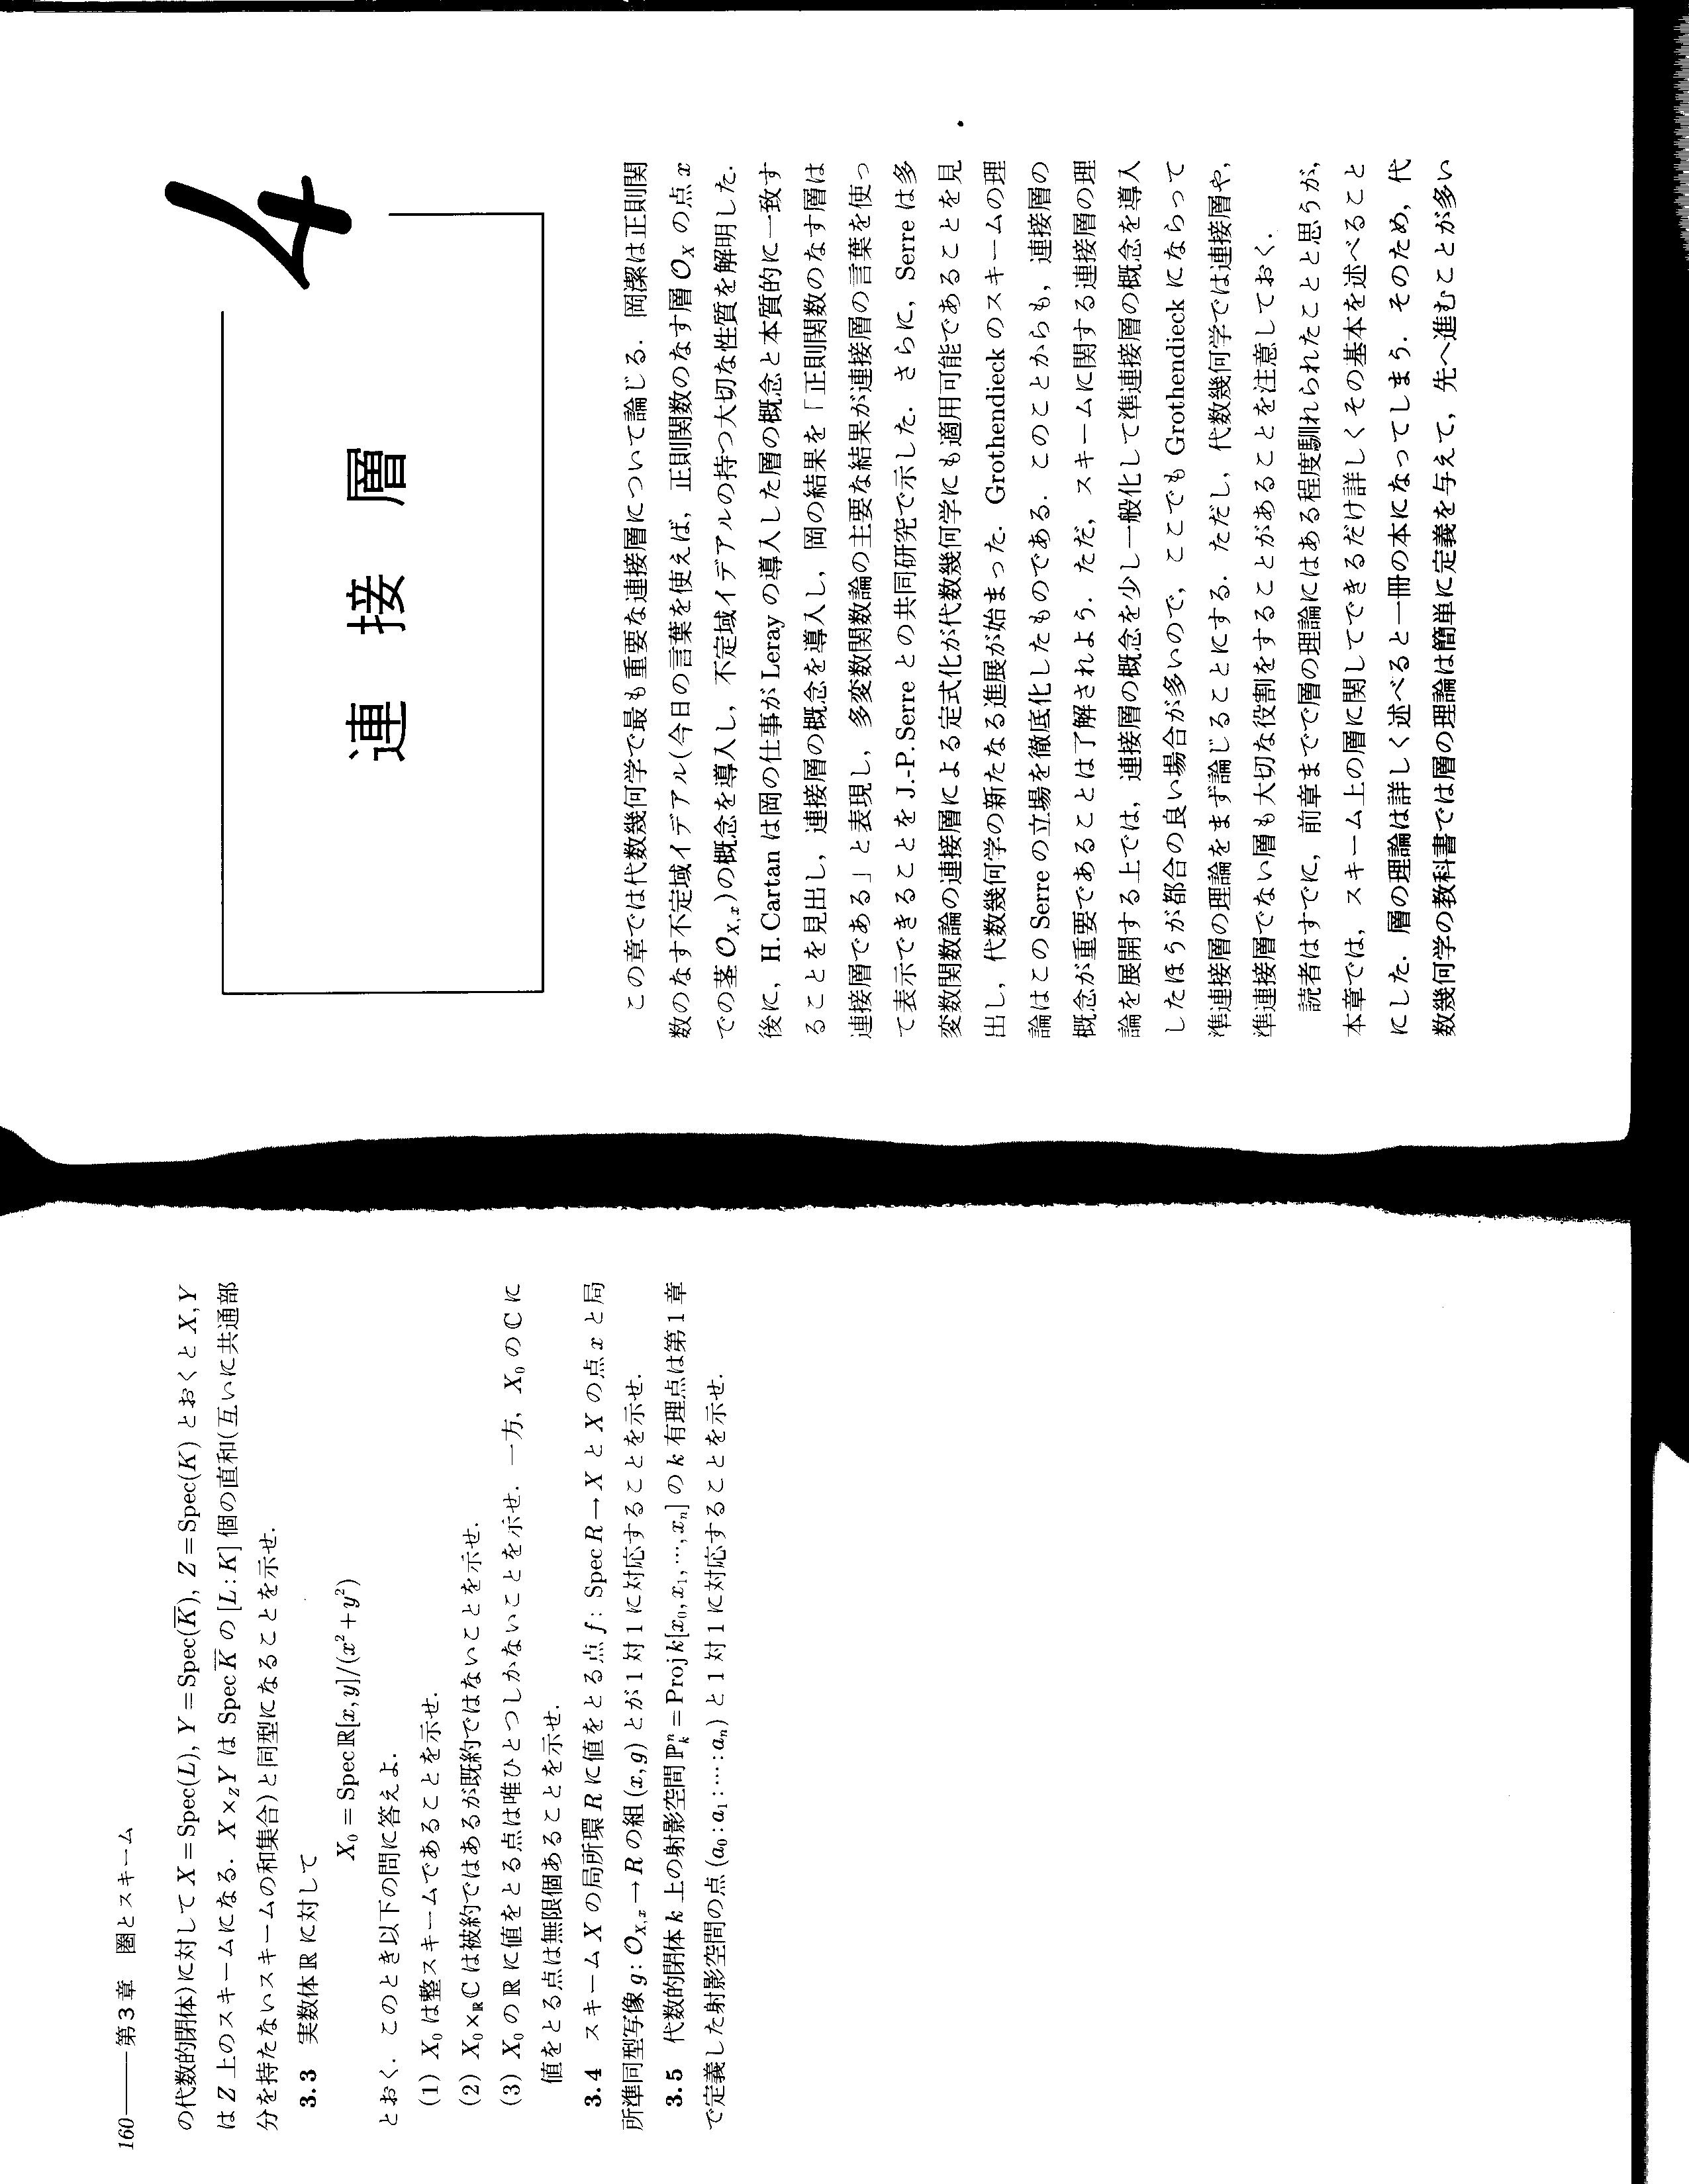 160——第3章 圏とスキーム
の代数的閉体)に対して X=Spec(L), Y=Spec(K̅), Z=Spec(K) とおくと X,Y
は Z 上のスキームになる. X×_Z Y は Spec K̅ の [L:K] 個の直和(互いに共通部
分を持たないスキームの和集合)と同型になることを示せ.
3.3 実数体 ℝ に対して
X₀ = Spec ℝ[x,y]/(x²+y²)
とおく. このとき以下の問に答えよ.
(1) X₀ は整スキームであることを示せ.
(2) X₀×_ℝ ℂ は被約ではあるが既約ではないことを示せ.
(3) X₀ の ℝ に値をとる点は唯ひとつしかないことを示せ. 一方, X₀ の ℂ に
値をとる点は無限個あることを示せ.
3.4 スキーム X の局所環 R に値をとる点 f: Spec R → X と X の点 x と局
所準同型写像 g: 𝒪_{X,x} → R の組 (x,g) とが1対1に対応することを示せ.
3.5 代数的閉体 k 上の射影空間 ℙⁿ_k = Proj k[x₀,x₁,⋯,xₙ] の k 有理点は第1章
で定義した射影空間の点 (a₀:a₁:⋯:aₙ) と1対1に対応することを示せ.
4
連接層
この章では代数幾何学で最も重要な連接層について論じる. 岡潔は正則関
数のなす不定域イデアル(今日の言葉を使えば, 正則関数のなす層 𝒪_X の点 x
での茎 𝒪_{X,x})の概念を導入し, 不定域イデアルの持つ大切な性質を解明した.
後に, H. Cartan は岡の仕事が Leray の導入した層の概念と本質的に一致す
ることを見出し, 連接層の概念を導入し, 岡の結果を「正則関数のなす層は
連接層である」と表現し, 多変数関数論の主要な結果が連接層の言葉を使っ
て表示できることを J.-P. Serre との共同研究で示した. さらに, Serre は多
変数関数論の連接層による定式化が代数幾何学にも適用可能であることを見
出し, 代数幾何学の新たなる進展が始まった. Grothendieck のスキームの理
論はこの Serre の立場を徹底化したものである. このことからも, 連接層の
概念が重要であることは了解されよう. ただ, スキームに関する連接層の理
論を展開する上では, 連接層の概念を少し一般化して準連接層の概念を導入
したほうが都合の良い場合が多いので, ここでも Grothendieck にならって
準連接層の理論をまず論じることにする. ただし, 代数幾何学では連接層や,
準連接層でない層も大切な役割をすることがあることを注意しておく.
読者はすでに, 前章までで層の理論にはある程度馴れられたことと思うが,
本章では, スキーム上の層に関してできるだけ詳しくその基本を述べること
にした. 層の理論は詳しく述べると一冊の本になってしまう. そのため, 代
数幾何学の教科書では層の理論は簡単に定義を与えて, 先へ進むことが多い